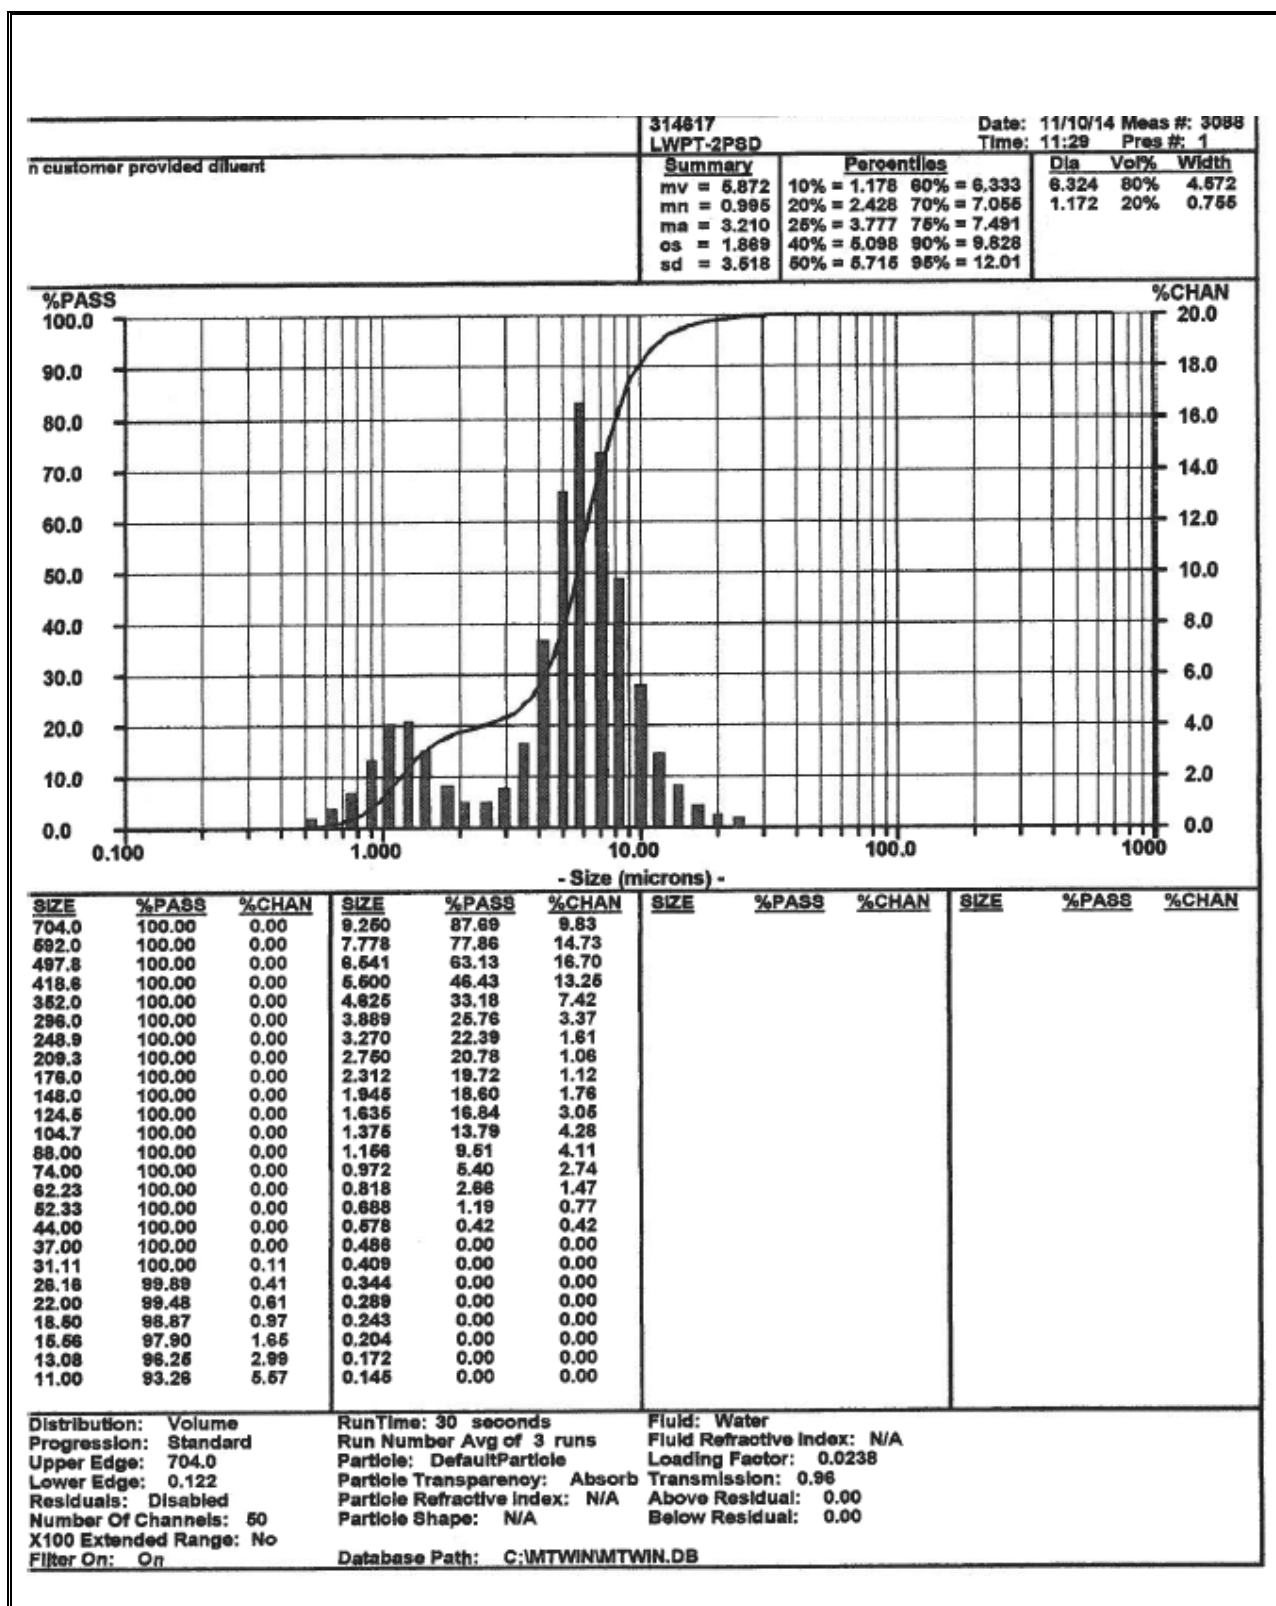 314617 Date: 11/10/14 Meas #: 3088
LWPT-2PSD Time: 11:29 Pres #: 1
n customer provided diluent
Summary Percentiles Dia Vol% Width
mv = 5.872 10% = 1.178 60% = 6.333 6.324 80% 4.572
mn = 0.995 20% = 2.428 70% = 7.055 1.172 20% 0.755
ma = 3.210 25% = 3.777 75% = 7.491
cs = 1.869 40% = 5.098 90% = 9.828
sd = 3.518 50% = 5.715 95% = 12.01
%PASS %CHAN
100.0 20.0
90.0 18.0
80.0 16.0
70.0 14.0
60.0 12.0
50.0 10.0
40.0 8.0
30.0 6.0
20.0 4.0
10.0 2.0
0.0 0.0
0.100 1.000 10.00 100.0 1000
- Size (microns) -
SIZE %PASS %CHAN SIZE %PASS %CHAN SIZE %PASS %CHAN SIZE %PASS %CHAN
704.0 100.00 0.00 9.250 87.69 9.83
592.0 100.00 0.00 7.778 77.86 14.73
497.8 100.00 0.00 6.541 63.13 16.70
418.6 100.00 0.00 5.500 46.43 13.25
352.0 100.00 0.00 4.625 33.18 7.42
296.0 100.00 0.00 3.889 25.76 3.37
248.9 100.00 0.00 3.270 22.39 1.61
209.3 100.00 0.00 2.750 20.78 1.06
176.0 100.00 0.00 2.312 19.72 1.12
148.0 100.00 0.00 1.945 18.60 1.76
124.5 100.00 0.00 1.635 16.84 3.05
104.7 100.00 0.00 1.375 13.79 4.28
88.00 100.00 0.00 1.156 9.51 4.11
74.00 100.00 0.00 0.972 5.40 2.74
62.23 100.00 0.00 0.818 2.66 1.47
52.33 100.00 0.00 0.688 1.19 0.77
44.00 100.00 0.00 0.578 0.42 0.42
37.00 100.00 0.00 0.486 0.00 0.00
31.11 100.00 0.11 0.409 0.00 0.00
26.16 99.89 0.41 0.344 0.00 0.00
22.00 99.48 0.61 0.289 0.00 0.00
18.50 98.87 0.97 0.243 0.00 0.00
15.56 97.90 1.65 0.204 0.00 0.00
13.08 96.25 2.99 0.172 0.00 0.00
11.00 93.26 5.57 0.145 0.00 0.00
Distribution: Volume RunTime: 30 seconds Fluid: Water
Progression: Standard Run Number Avg of 3 runs Fluid Refractive Index: N/A
Upper Edge: 704.0 Particle: DefaultParticle Loading Factor: 0.0238
Lower Edge: 0.122 Particle Transparency: Absorb Transmission: 0.96
Residuals: Disabled Particle Refractive Index: N/A Above Residual: 0.00
Number Of Channels: 50 Particle Shape: N/A Below Residual: 0.00
X100 Extended Range: No
Filter On: On Database Path: C:\MTWIN\MTWIN.DB